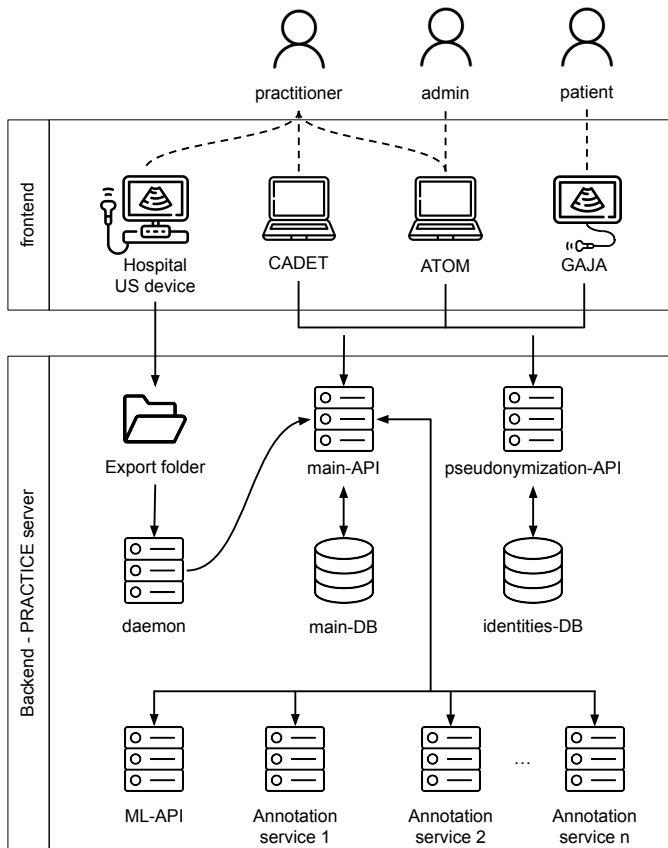 practitioner
admin
patient
frontend
Hospital
US device
CADET
ATOM
GAJA
Backend - PRACTICE server
Export folder
main-API
pseudonymization-API
daemon
main-DB
identities-DB
...
ML-API
Annotation
service 1
Annotation
service 2
Annotation
service n